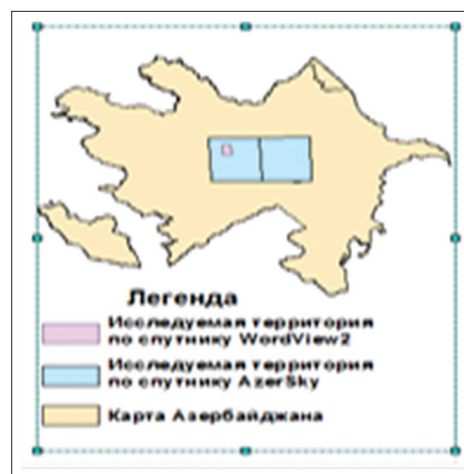 Легенда
Исследуемая территория
по спутнику WordView2
Исследуемая территория
по спутнику AzerSky
Карта Азербайджана